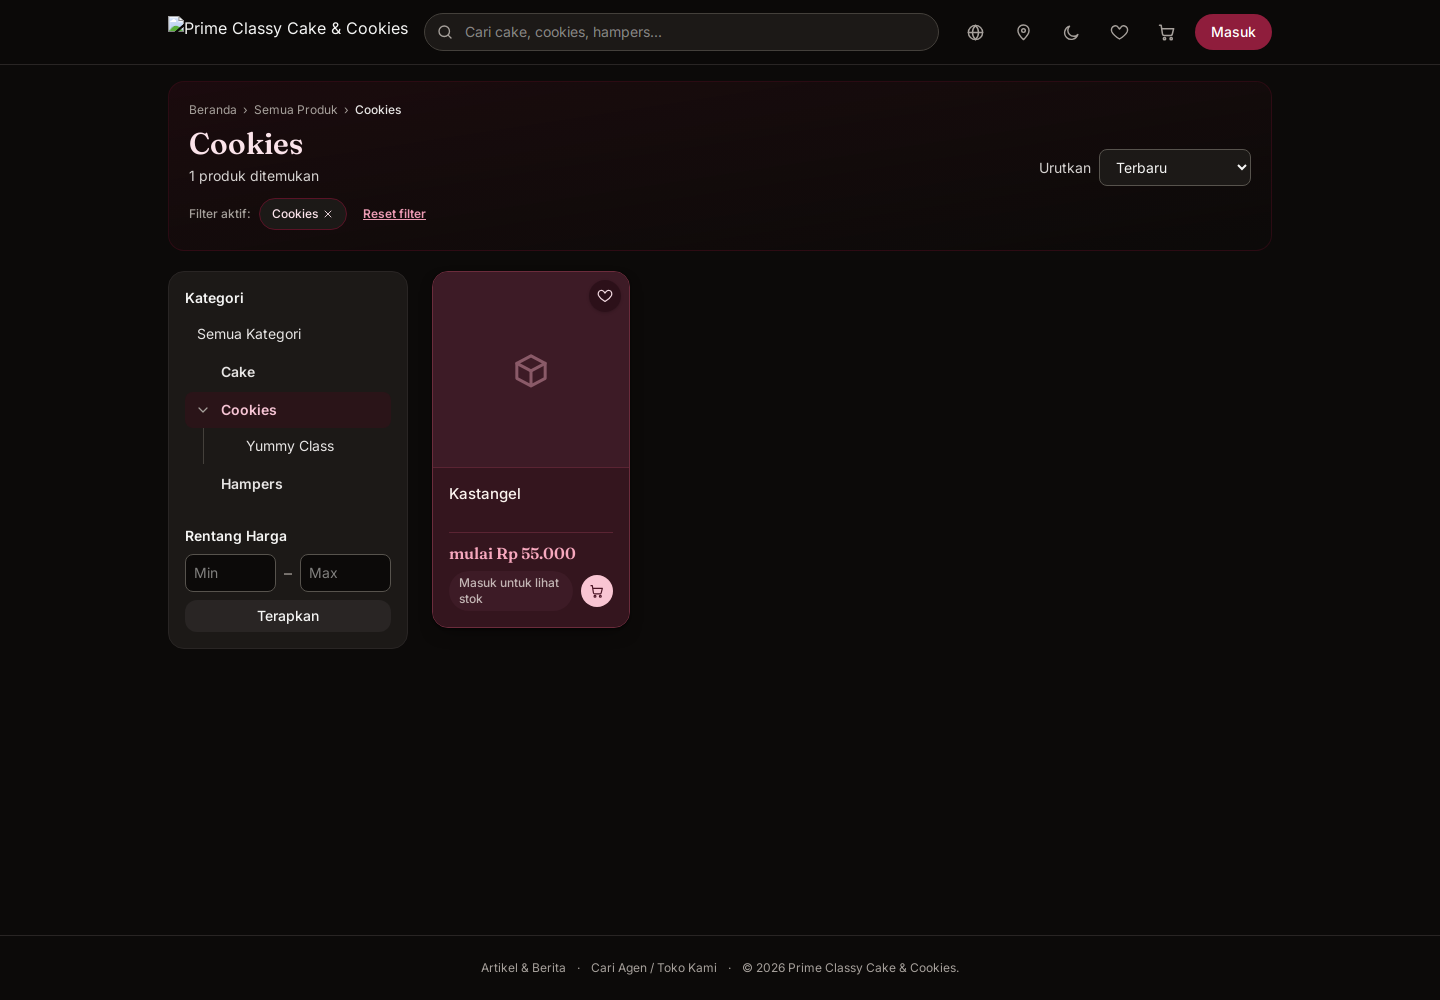 Prime Classy Cake & Cookies
Cari cake, cookies, hampers...
Masuk
Beranda › Semua Produk › Cookies
Cookies
1 produk ditemukan
Urutkan Terbaru
Filter aktif: Cookies Reset filter
Kategori
Semua Kategori
Cake
Cookies
Yummy Class
Hampers
Rentang Harga
Min – Max
Terapkan
Kastangel
mulai Rp 55.000
Masuk untuk lihat
stok
Artikel & Berita · Cari Agen / Toko Kami · © 2026 Prime Classy Cake & Cookies.